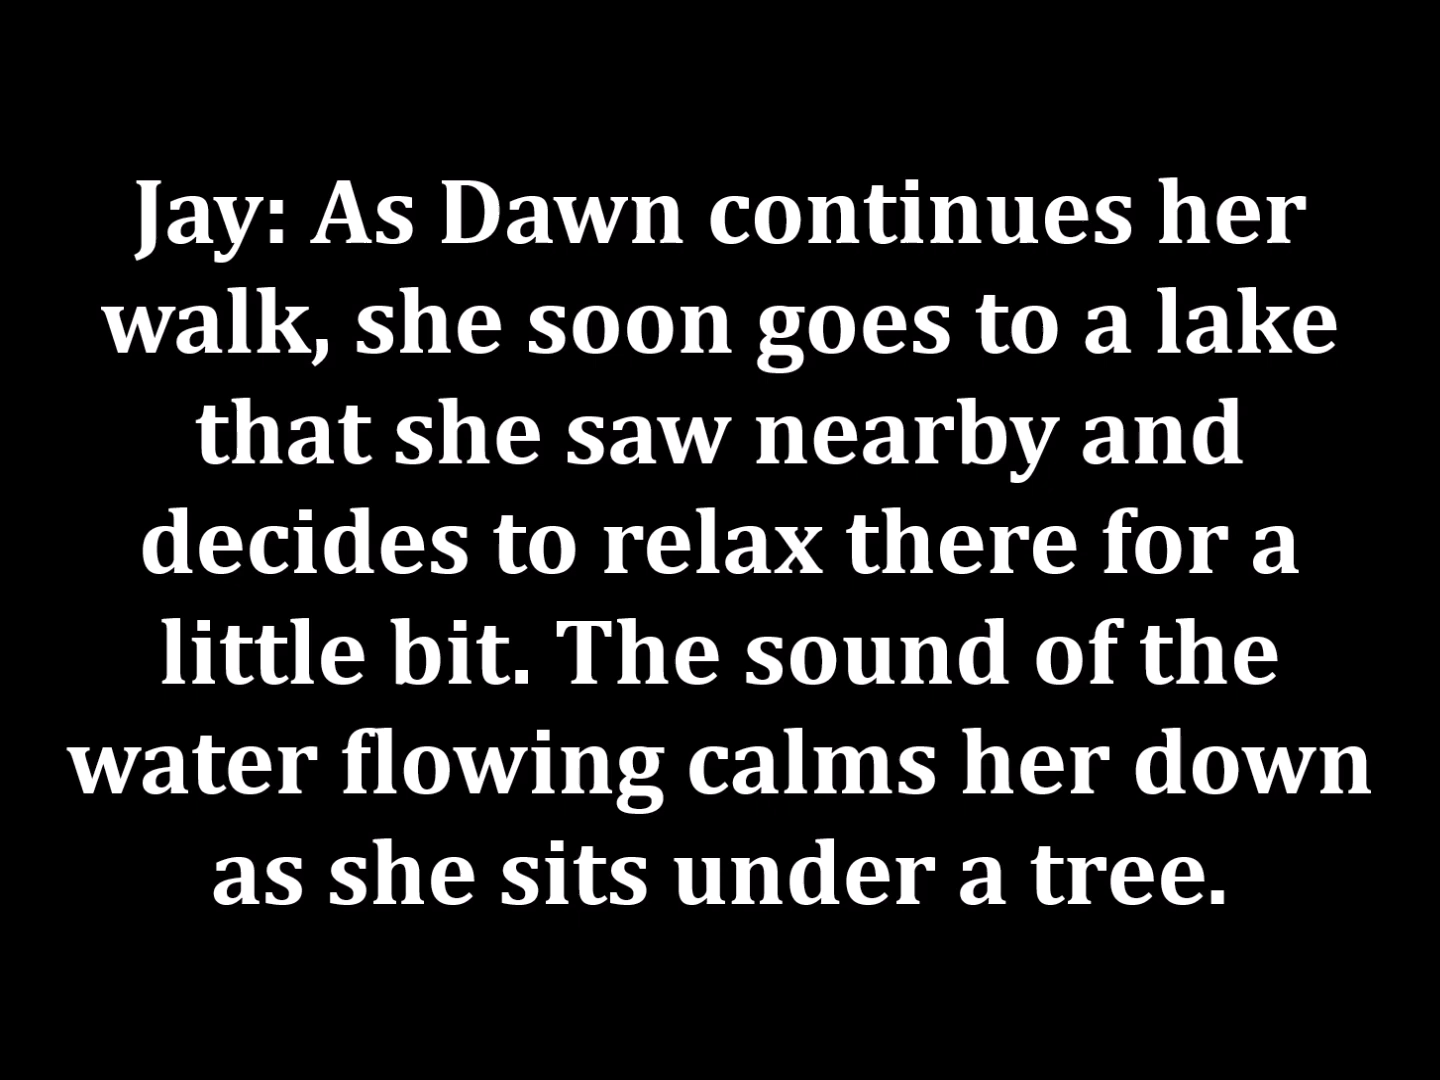 Jay: As Dawn continues her
walk, she soon goes to a lake
that she saw nearby and
decides to relax there for a
little bit. The sound of the
water flowing calms her down
as she sits under a tree.